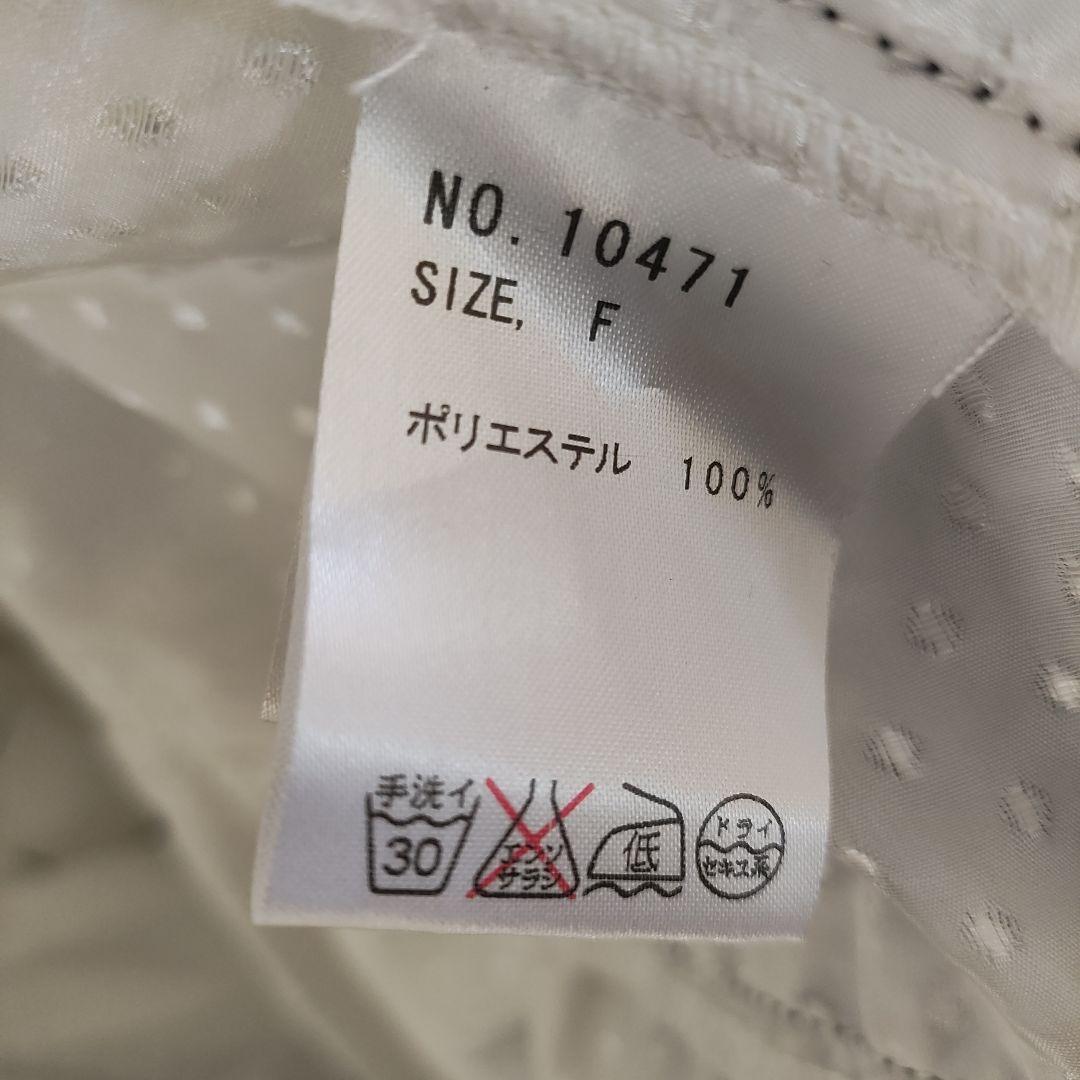 NO. 10471
SIZE, F
ポリエステル 100%
手洗イ
30
エンソ
サラシ
低
ドライ
セキユ系